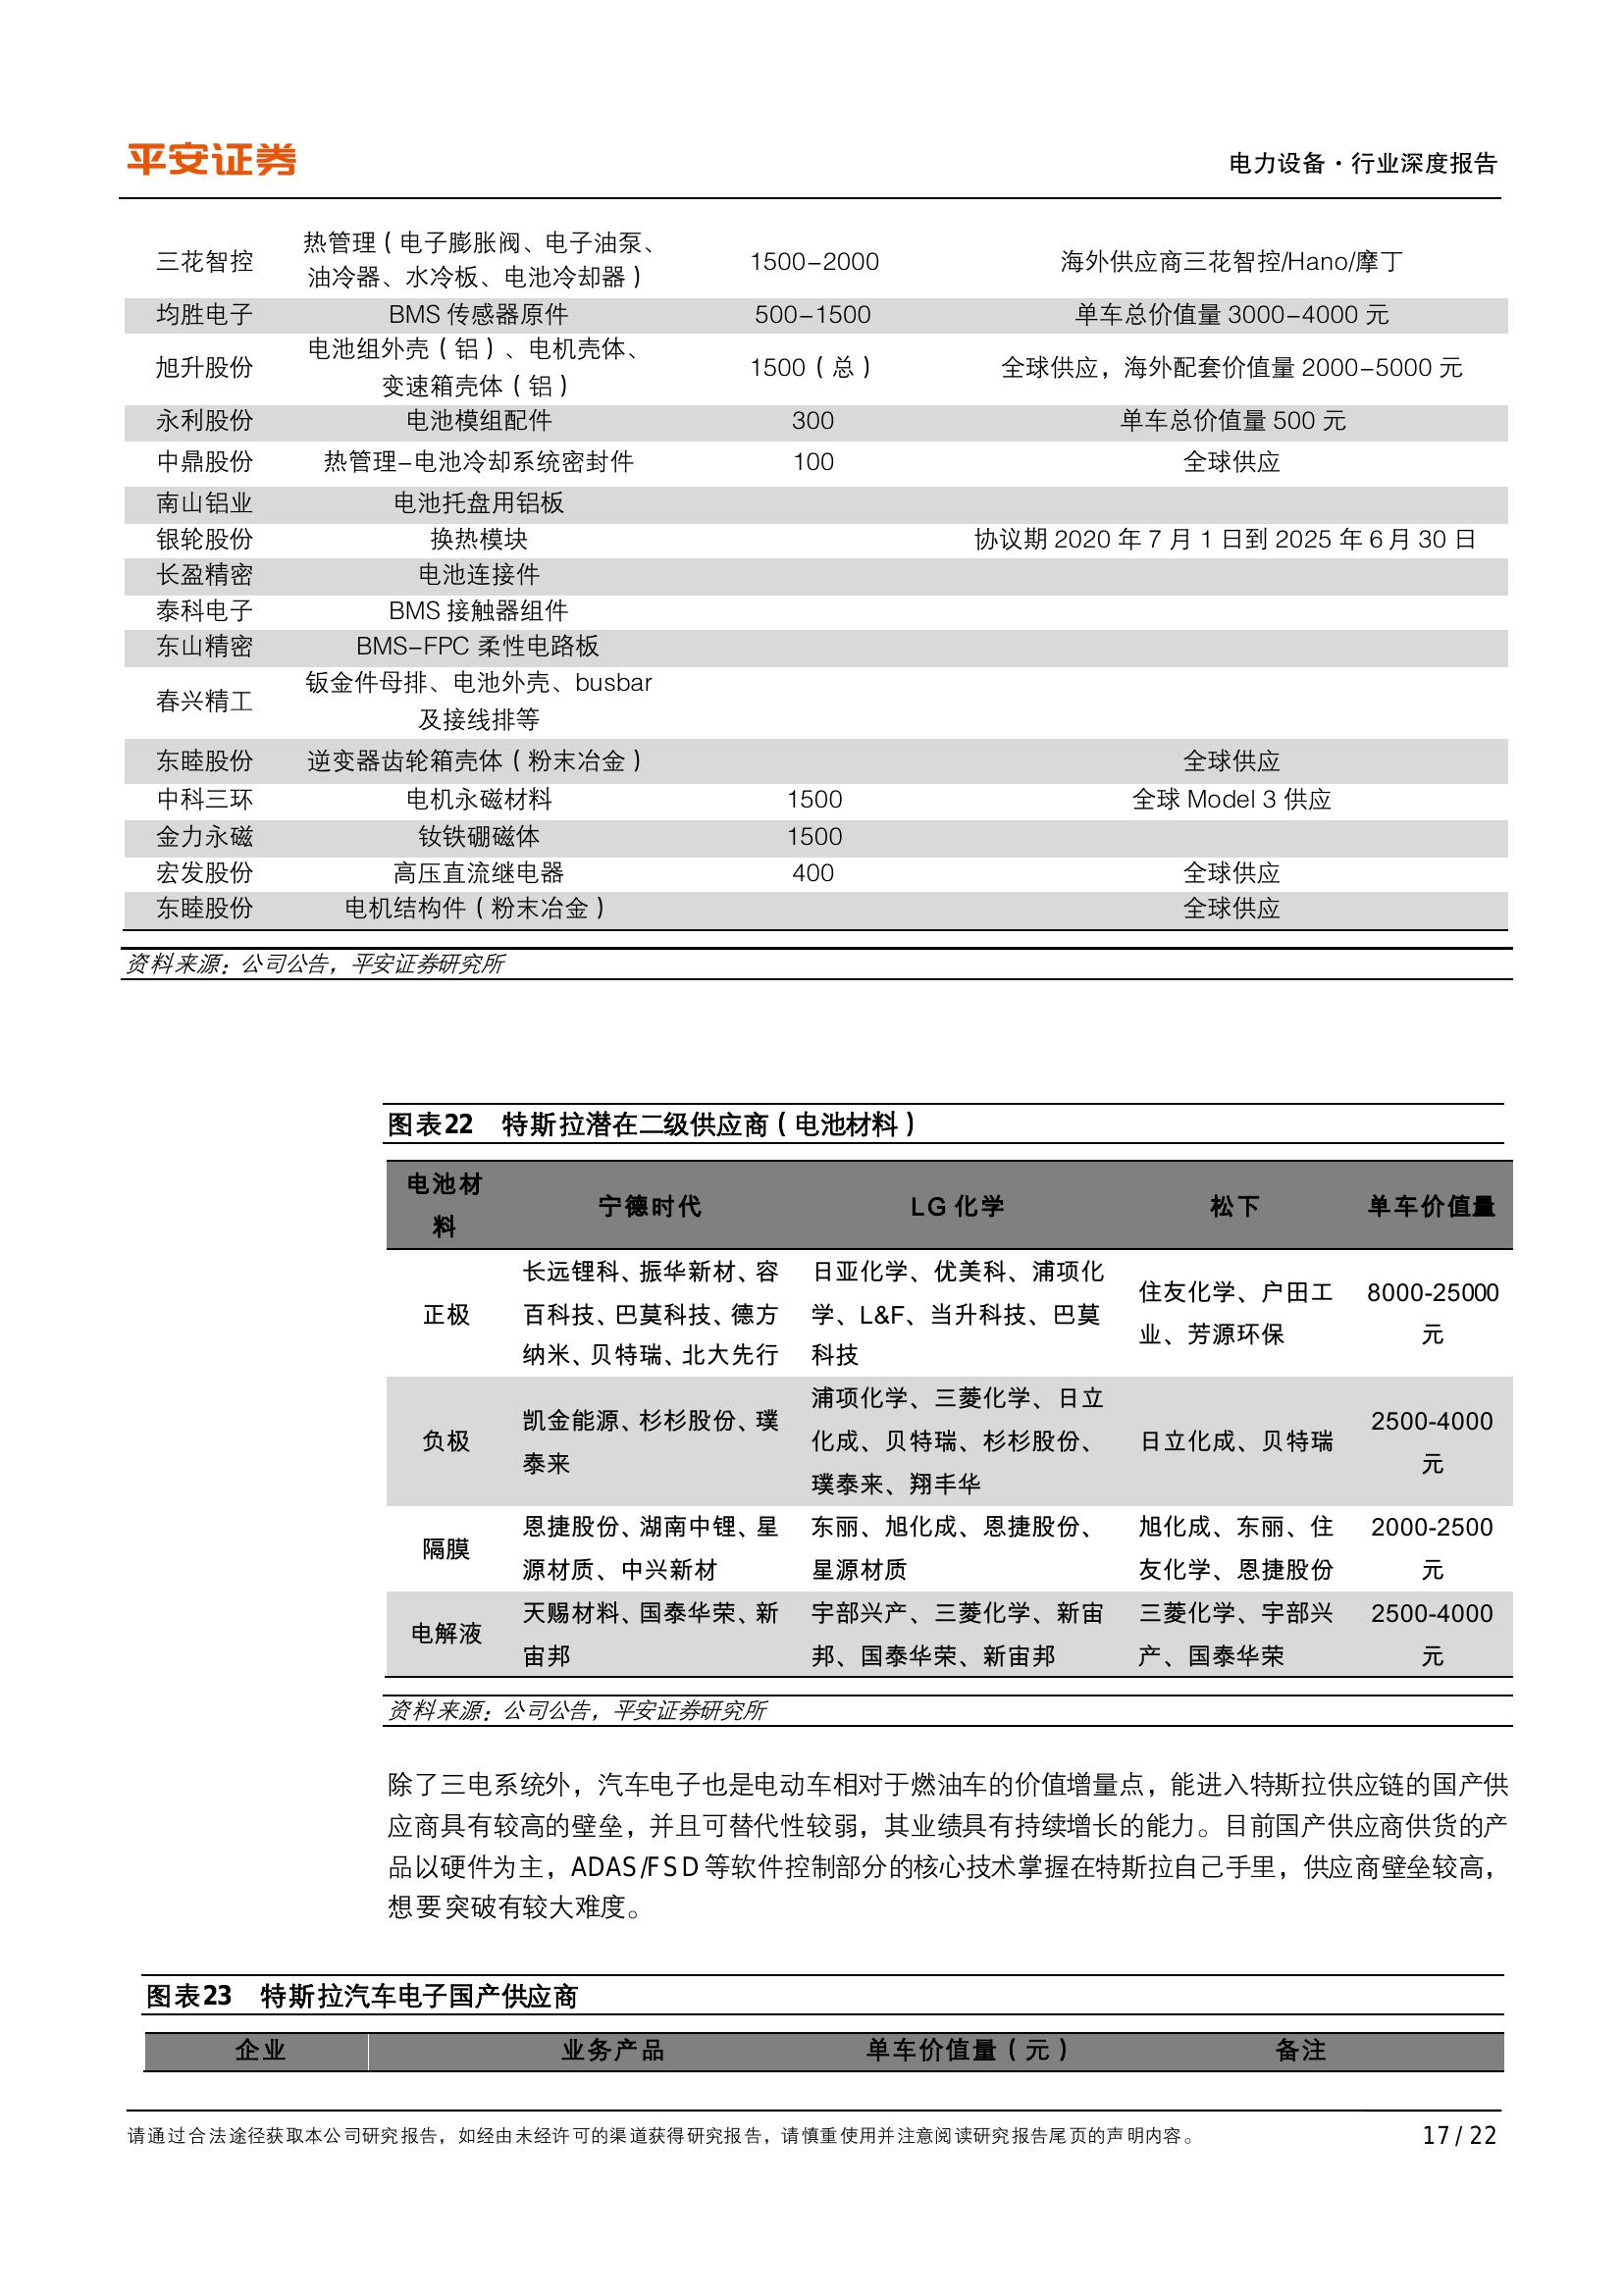 平安证券
电力设备·行业深度报告
三花智控 热管理(电子膨胀阀、电子油泵、油冷器、水冷板、电池冷却器) 1500-2000 海外供应商三花智控/Hano/摩丁
均胜电子 BMS 传感器原件 500-1500 单车总价值量 3000-4000 元
旭升股份 电池组外壳(铝)、电机壳体、变速箱壳体(铝) 1500(总) 全球供应，海外配套价值量 2000-5000 元
永利股份 电池模组配件 300 单车总价值量 500 元
中鼎股份 热管理-电池冷却系统密封件 100 全球供应
南山铝业 电池托盘用铝板
银轮股份 换热模块 协议期 2020 年 7 月 1 日到 2025 年 6 月 30 日
长盈精密 电池连接件
泰科电子 BMS 接触器组件
东山精密 BMS-FPC 柔性电路板
春兴精工 钣金件母排、电池外壳、busbar 及接线排等
东睦股份 逆变器齿轮箱壳体(粉末冶金) 全球供应
中科三环 电机永磁材料 1500 全球 Model 3 供应
金力永磁 钕铁硼磁体 1500
宏发股份 高压直流继电器 400 全球供应
东睦股份 电机结构件(粉末冶金) 全球供应
资料来源：公司公告，平安证券研究所
图表22 特斯拉潜在二级供应商(电池材料)
电池材料 宁德时代 LG 化学 松下 单车价值量
正极 长远锂科、振华新材、容百科技、巴莫科技、德方纳米、贝特瑞、北大先行 日亚化学、优美科、浦项化学、L&F、当升科技、巴莫科技 住友化学、户田工业、芳源环保 8000-25000 元
负极 凯金能源、杉杉股份、璞泰来 浦项化学、三菱化学、日立化成、贝特瑞、杉杉股份、璞泰来、翔丰华 日立化成、贝特瑞 2500-4000 元
隔膜 恩捷股份、湖南中锂、星源材质、中兴新材 东丽、旭化成、恩捷股份、星源材质 旭化成、东丽、住友化学、恩捷股份 2000-2500 元
电解液 天赐材料、国泰华荣、新宙邦 宇部兴产、三菱化学、新宙邦、国泰华荣、新宙邦 三菱化学、宇部兴产、国泰华荣 2500-4000 元
资料来源：公司公告，平安证券研究所
除了三电系统外，汽车电子也是电动车相对于燃油车的价值增量点，能进入特斯拉供应链的国产供
应商具有较高的壁垒，并且可替代性较弱，其业绩具有持续增长的能力。目前国产供应商供货的产
品以硬件为主，ADAS/FSD 等软件控制部分的核心技术掌握在特斯拉自己手里，供应商壁垒较高，
想要突破有较大难度。
图表23 特斯拉汽车电子国产供应商
企业 业务产品 单车价值量(元) 备注
请通过合法途径获取本公司研究报告，如经由未经许可的渠道获得研究报告，请慎重使用并注意阅读研究报告尾页的声明内容。
17 / 22